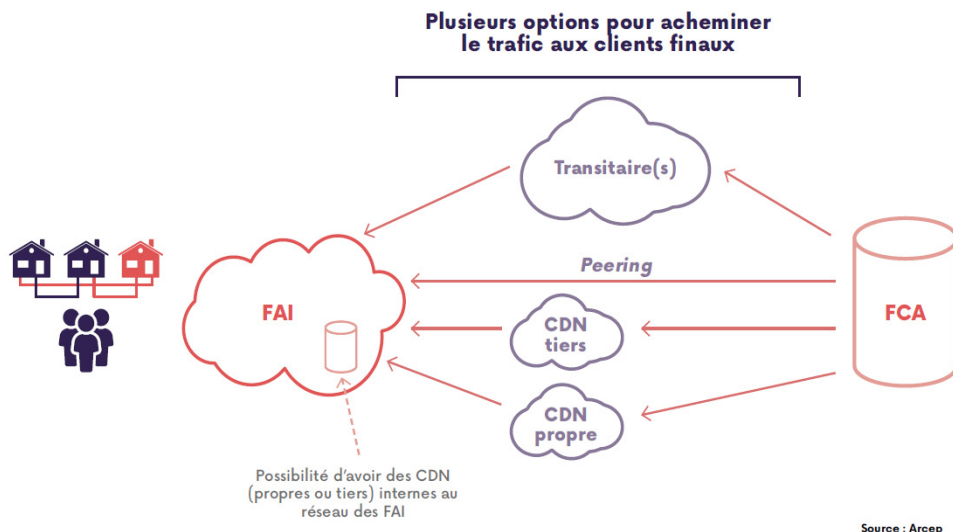 Plusieurs options pour acheminer
le trafic aux clients finaux
Transitaire(s)
Peering
FAI
CDN
tiers
FCA
CDN
propre
Possibilité d'avoir des CDN
(propres ou tiers) internes au
réseau des FAI
Source : Arcep